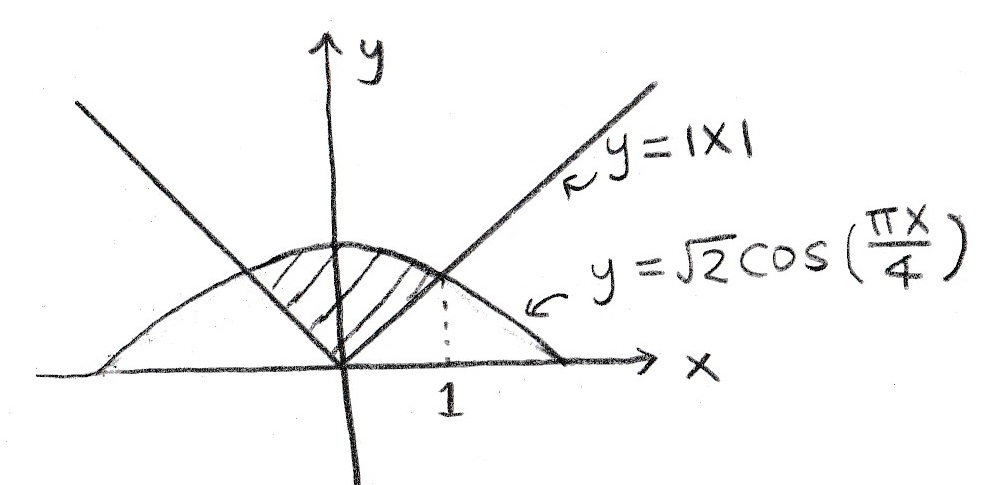 y
y = |x|
y = √2 cos(πx/4)
x
1